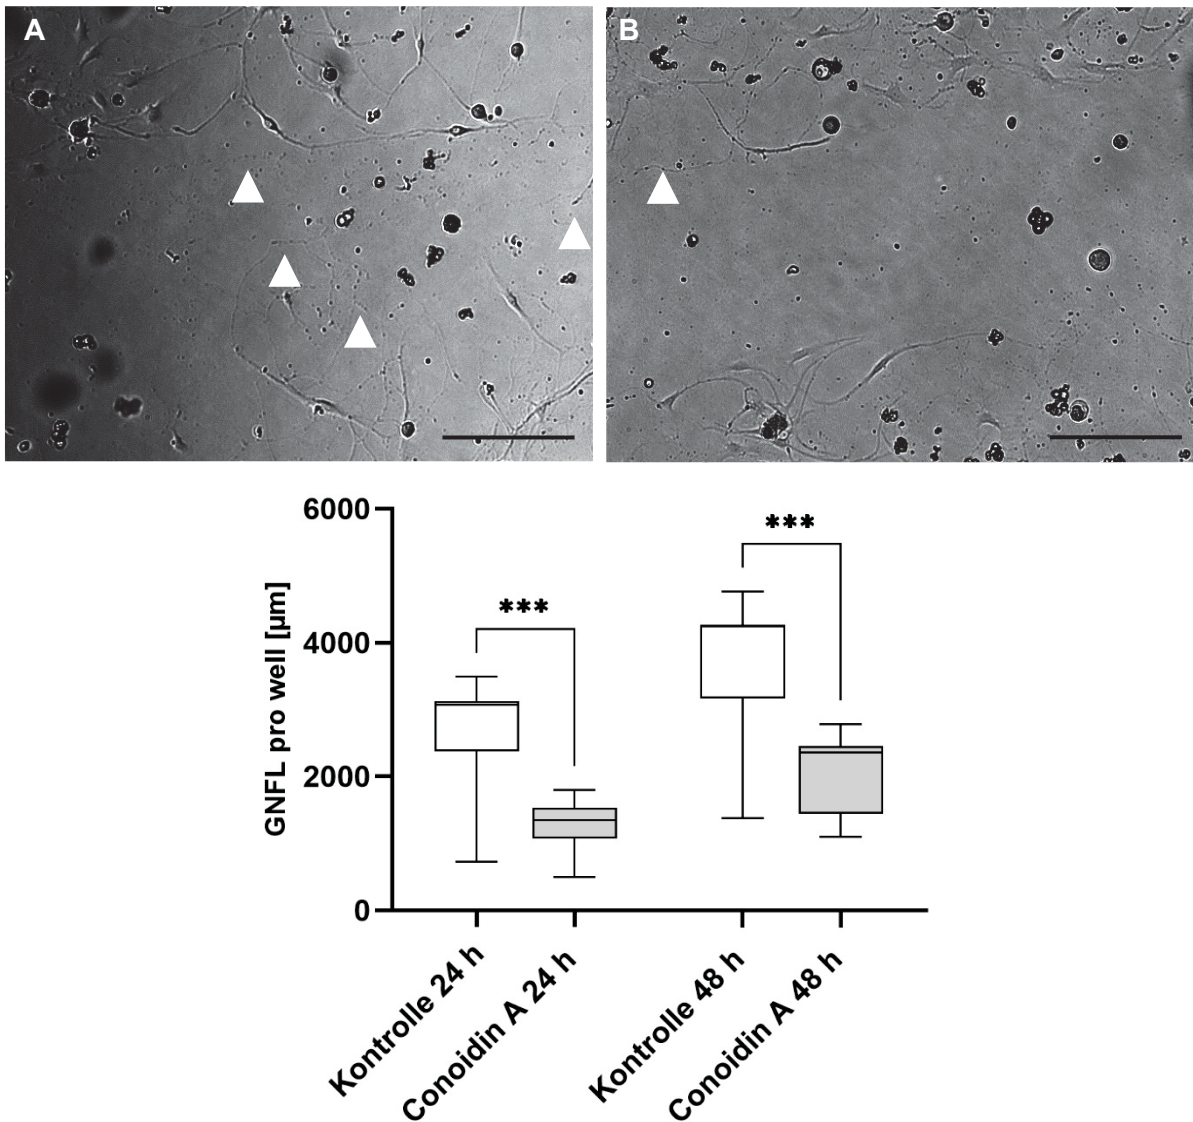 A
B
6000
4000
2000
0
GNFL pro well [µm]
***
***
Kontrolle 24 h
Conoidin A 24 h
Kontrolle 48 h
Conoidin A 48 h